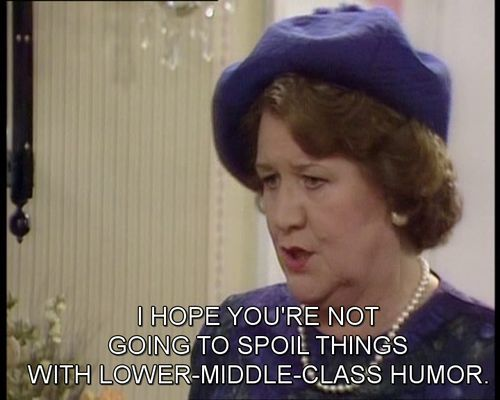 I HOPE YOU'RE NOT
GOING TO SPOIL THINGS
WITH LOWER-MIDDLE-CLASS HUMOR.